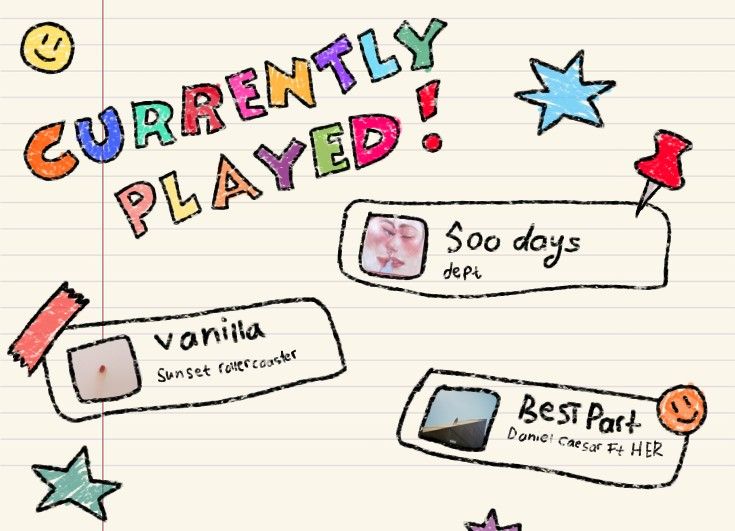 CURRENTLY
PLAYED!
500 days
dept
vanilla
Sunset rollercoaster
BEST Part
Daniel Caesar Ft HER